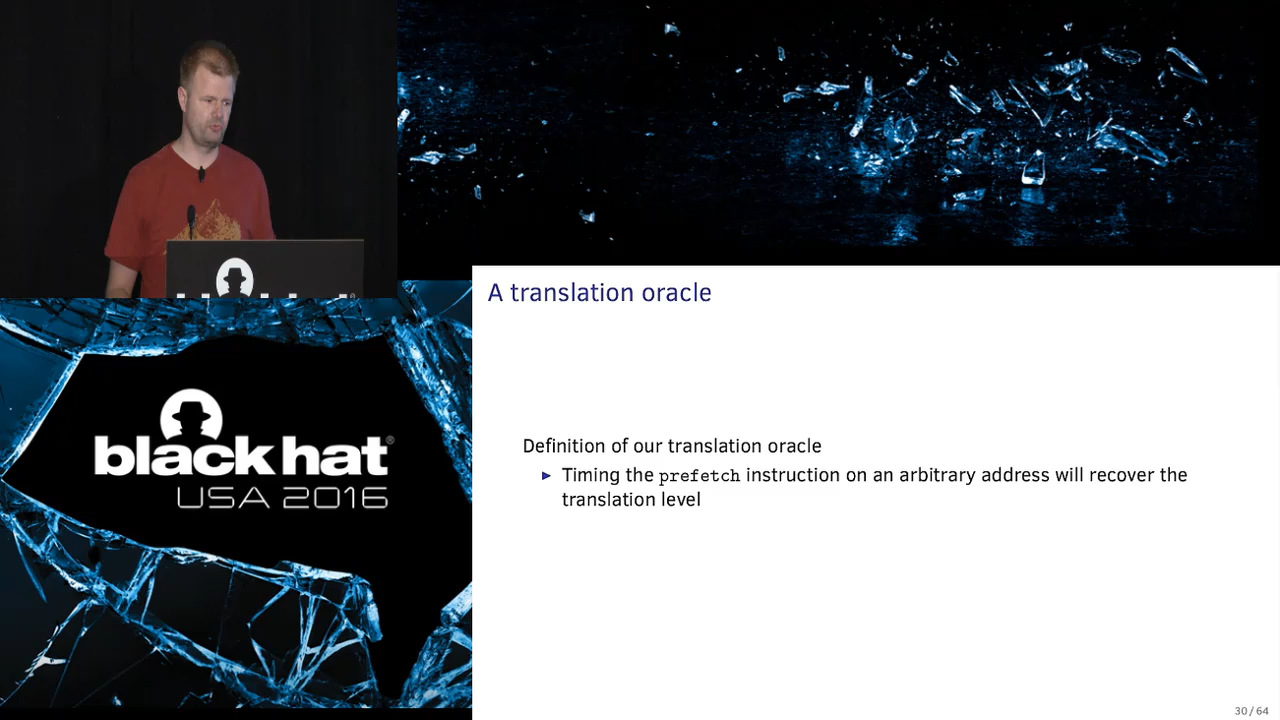 A translation oracle
Definition of our translation oracle
► Timing the prefetch instruction on an arbitrary address will recover the
translation level
black hat®
USA 2016
30 / 64